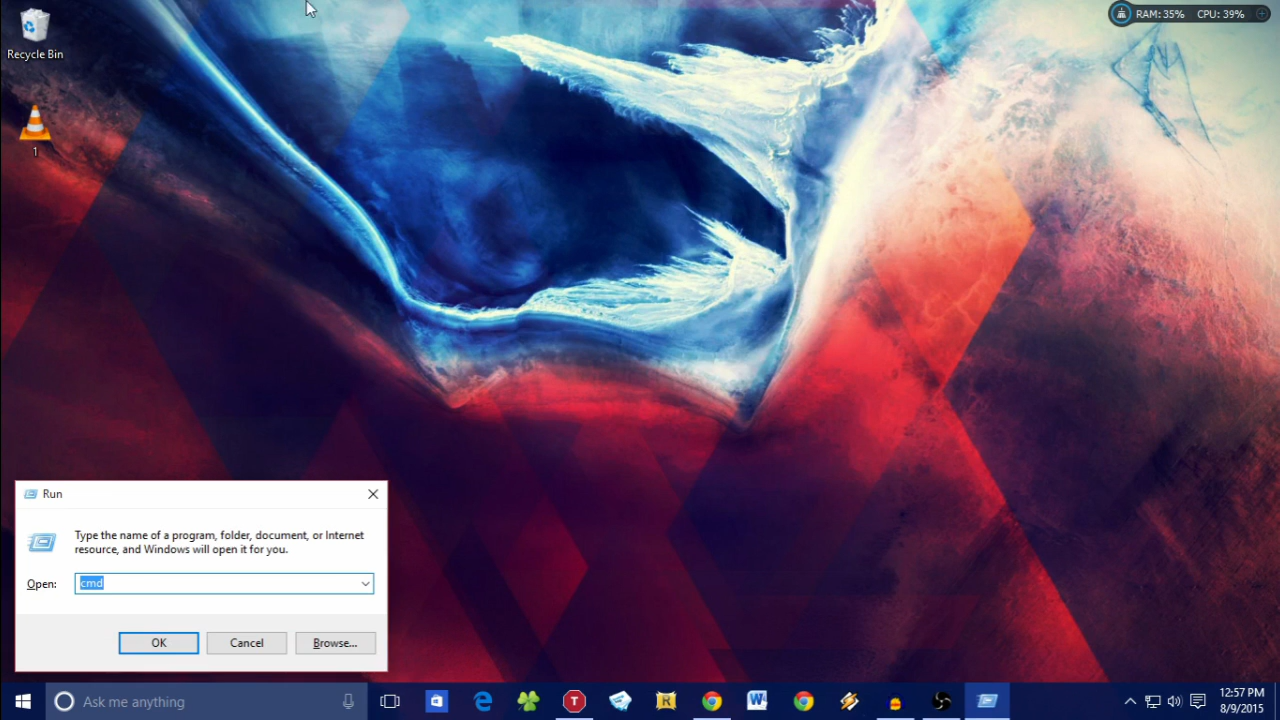 Recycle Bin
1
RAM: 35% CPU: 39%
Run
Type the name of a program, folder, document, or Internet
resource, and Windows will open it for you.
Open: cmd
OK Cancel Browse...
Ask me anything
T
R
W
12:57 PM
8/9/2015